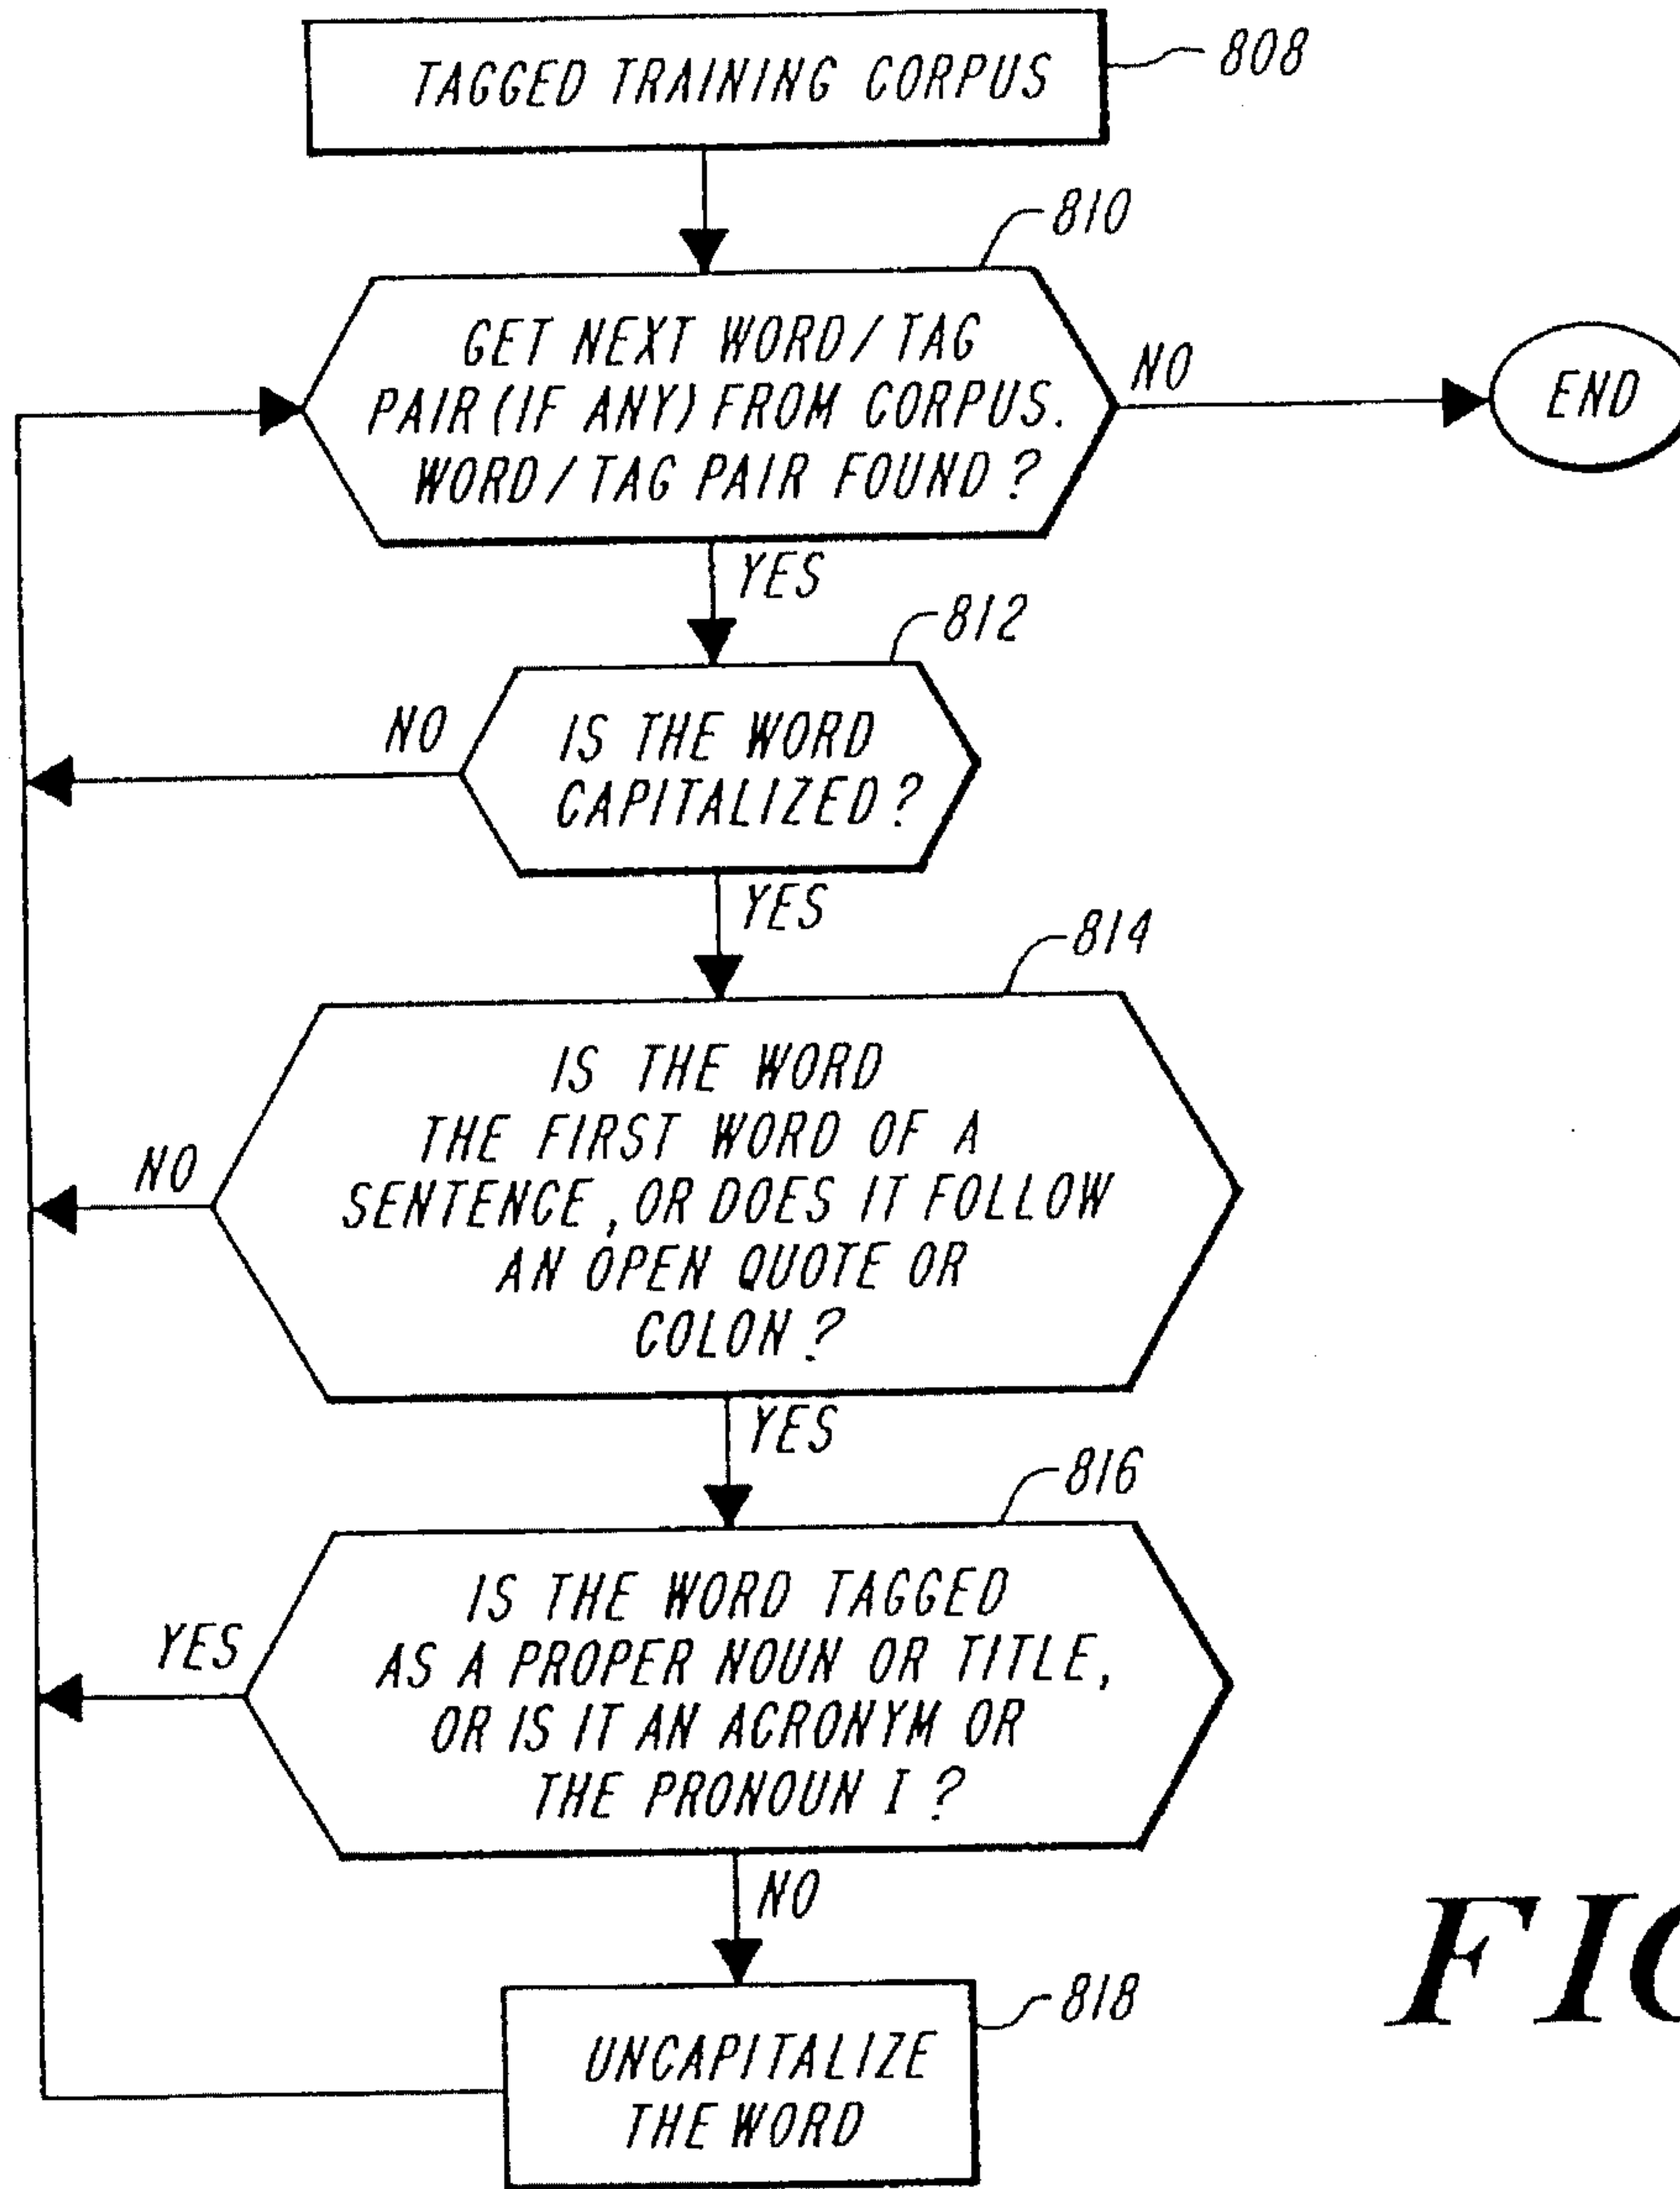 TAGGED TRAINING CORPUS
808
810
GET NEXT WORD/TAG
PAIR (IF ANY) FROM CORPUS.
WORD/TAG PAIR FOUND?
NO
END
YES
812
NO
IS THE WORD
CAPITALIZED?
YES
814
IS THE WORD
THE FIRST WORD OF A
SENTENCE, OR DOES IT FOLLOW
AN OPEN QUOTE OR
COLON?
NO
YES
816
IS THE WORD TAGGED
AS A PROPER NOUN OR TITLE,
OR IS IT AN ACRONYM OR
THE PRONOUN I?
YES
NO
818
UNCAPITALIZE
THE WORD